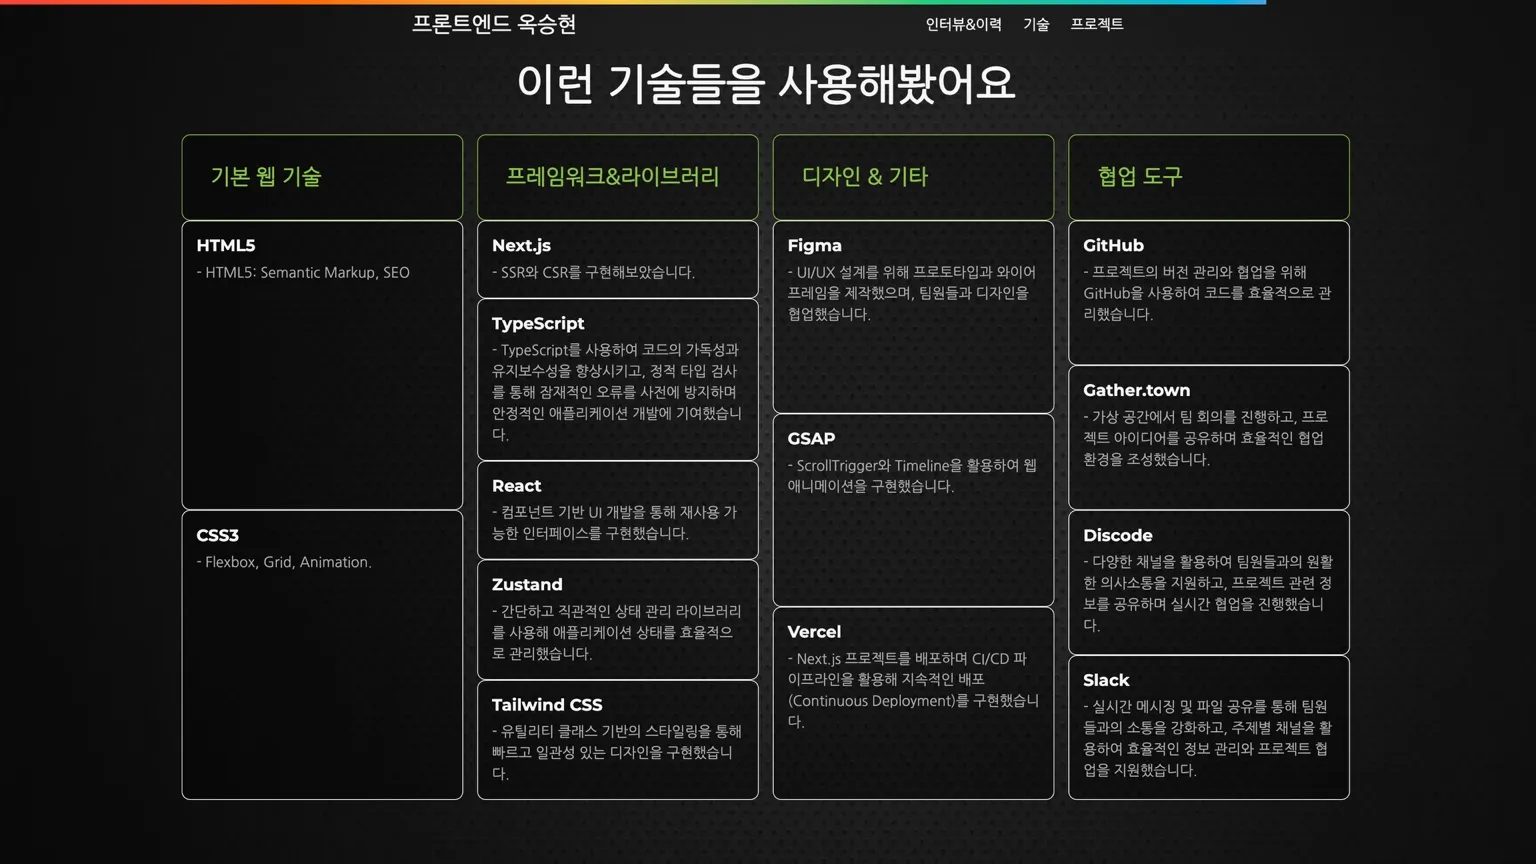 프론트엔드 옥승현
인터뷰&이력 기술 프로젝트
이런 기술들을 사용해봤어요
기본 웹 기술
HTML5
- HTML5: Semantic Markup, SEO
CSS3
- Flexbox, Grid, Animation.
프레임워크&라이브러리
Next.js
- SSR와 CSR를 구현해보았습니다.
TypeScript
- TypeScript를 사용하여 코드의 가독성과
유지보수성을 향상시키고, 정적 타입 검사
를 통해 잠재적인 오류를 사전에 방지하며
안정적인 애플리케이션 개발에 기여했습니
다.
React
- 컴포넌트 기반 UI 개발을 통해 재사용 가
능한 인터페이스를 구현했습니다.
Zustand
- 간단하고 직관적인 상태 관리 라이브러리
를 사용해 애플리케이션 상태를 효율적으
로 관리했습니다.
Tailwind CSS
- 유틸리티 클래스 기반의 스타일링을 통해
빠르고 일관성 있는 디자인을 구현했습니
다.
디자인 & 기타
Figma
- UI/UX 설계를 위해 프로토타입과 와이어
프레임을 제작했으며, 팀원들과 디자인을
협업했습니다.
GSAP
- ScrollTrigger와 Timeline을 활용하여 웹
애니메이션을 구현했습니다.
Vercel
- Next.js 프로젝트를 배포하며 CI/CD 파
이프라인을 활용해 지속적인 배포
(Continuous Deployment)를 구현했습니
다.
협업 도구
GitHub
- 프로젝트의 버전 관리와 협업을 위해
GitHub을 사용하여 코드를 효율적으로 관
리했습니다.
Gather.town
- 가상 공간에서 팀 회의를 진행하고, 프로
젝트 아이디어를 공유하며 효율적인 협업
환경을 조성했습니다.
Discode
- 다양한 채널을 활용하여 팀원들과의 원활
한 의사소통을 지원하고, 프로젝트 관련 정
보를 공유하며 실시간 협업을 진행했습니
다.
Slack
- 실시간 메시징 및 파일 공유를 통해 팀원
들과의 소통을 강화하고, 주제별 채널을 활
용하여 효율적인 정보 관리와 프로젝트 협
업을 지원했습니다.